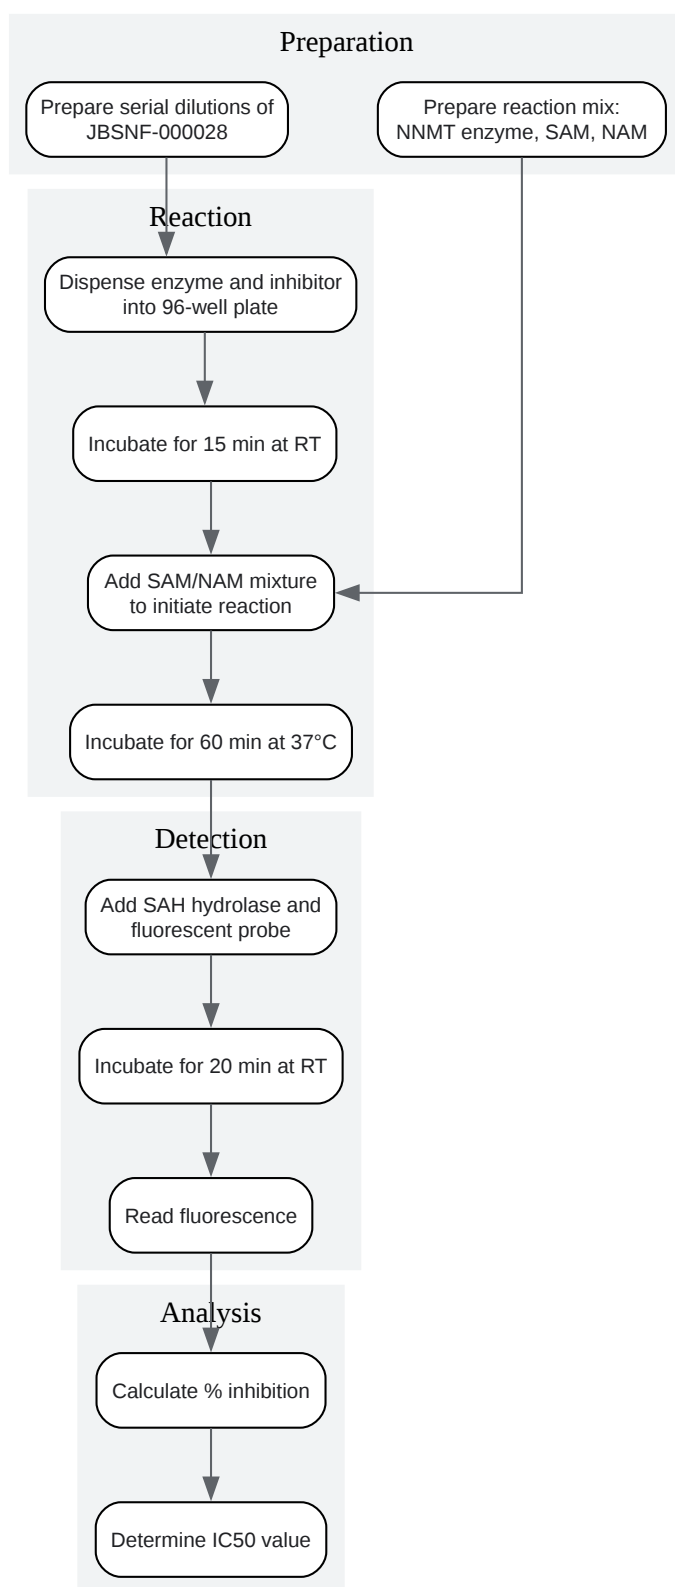 Preparation
Prepare serial dilutions of
JBSNF-000028
Prepare reaction mix:
NNMT enzyme, SAM, NAM
Reaction
Dispense enzyme and inhibitor
into 96-well plate
Incubate for 15 min at RT
Add SAM/NAM mixture
to initiate reaction
Incubate for 60 min at 37°C
Detection
Add SAH hydrolase and
fluorescent probe
Incubate for 20 min at RT
Read fluorescence
Analysis
Calculate % inhibition
Determine IC50 value